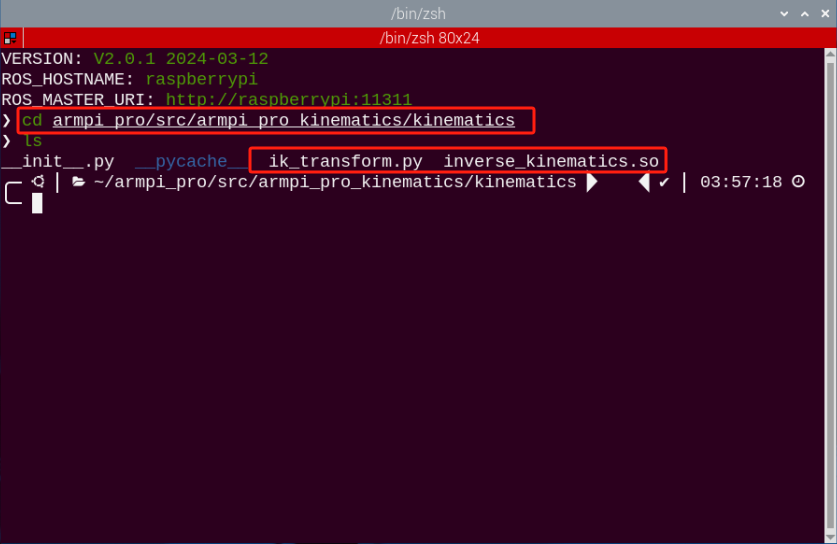 /bin/zsh
/bin/zsh 80x24
VERSION: V2.0.1 2024-03-12
ROS_HOSTNAME: raspberrypi
ROS_MASTER_URI: http://raspberrypi:11311
❯ cd armpi_pro/src/armpi_pro_kinematics/kinematics
❯ ls
__init__.py __pycache__ ik_transform.py inverse_kinematics.so
~/armpi_pro/src/armpi_pro_kinematics/kinematics ✔ 03:57:18